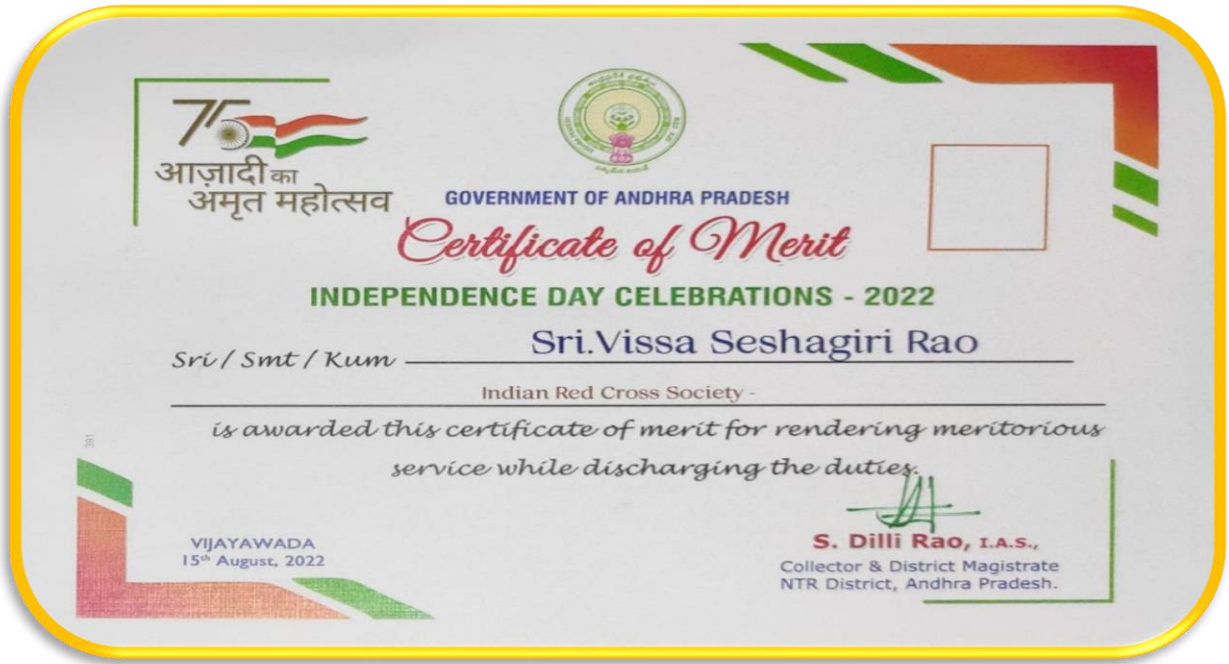 75
आज़ादी का
अमृत महोत्सव
GOVERNMENT OF ANDHRA PRADESH
Certificate of Merit
INDEPENDENCE DAY CELEBRATIONS - 2022
Sri / Smt / Kum Sri.Vissa Seshagiri Rao
Indian Red Cross Society -
is awarded this certificate of merit for rendering meritorious
service while discharging the duties.
391
VIJAYAWADA
15th August, 2022
S. Dilli Rao, I.A.S.,
Collector & District Magistrate
NTR District, Andhra Pradesh.